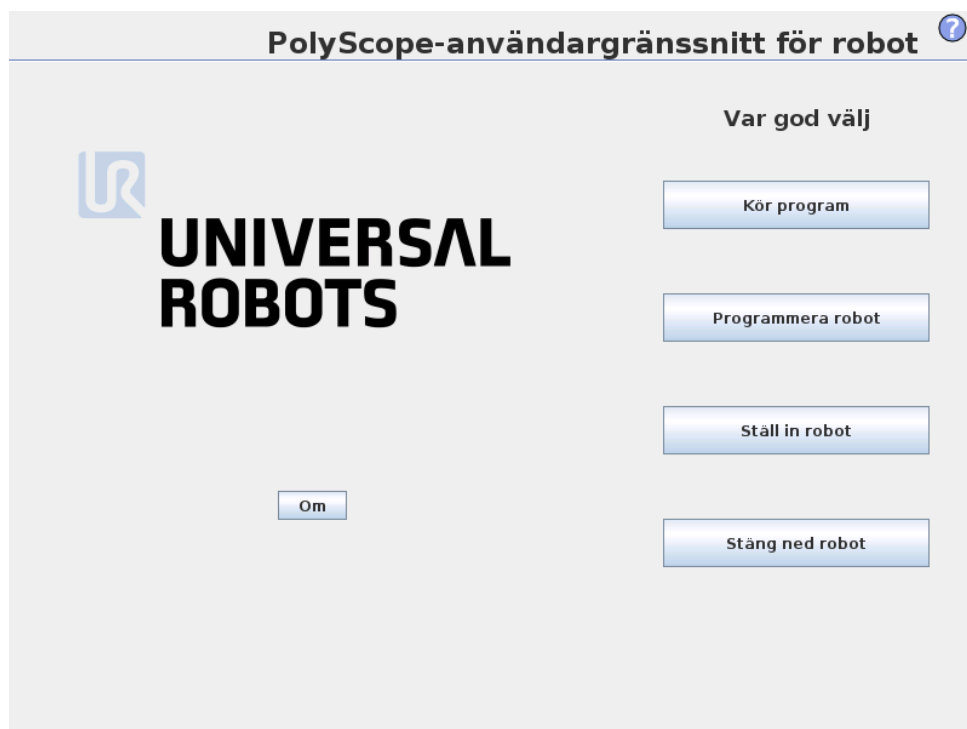 PolyScope-användargränssnitt för robot
?
Var god välj
UR
UNIVERSAL
ROBOTS
Kör program
Programmera robot
Ställ in robot
Om
Stäng ned robot